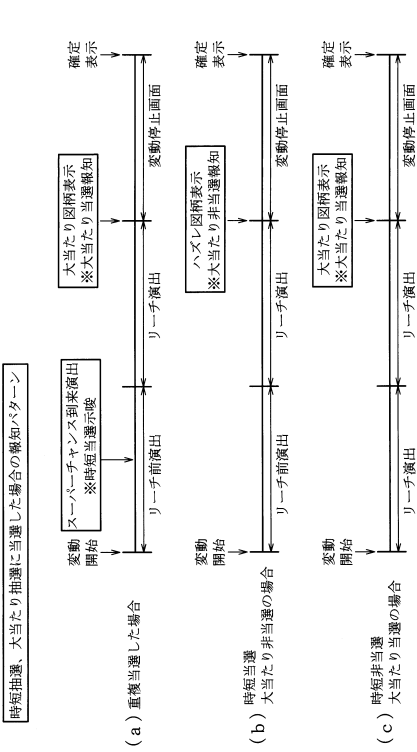 時短抽選、大当たり抽選に当選した場合の報知パターン
(a)重複当選した場合
変動
開始
スーパーチャンス到来演出
※時短当選示唆
大当たり図柄表示
※大当たり当選報知
確定
表示
リーチ前演出
リーチ演出
変動停止画面
(b)
時短当選
大当たり非当選の場合
変動
開始
ハズレ図柄表示
※大当たり非当選報知
確定
表示
リーチ前演出
リーチ演出
変動停止画面
(c)
時短非当選
大当たり当選の場合
変動
開始
大当たり図柄表示
※大当たり当選報知
確定
表示
リーチ演出
リーチ演出
変動停止画面